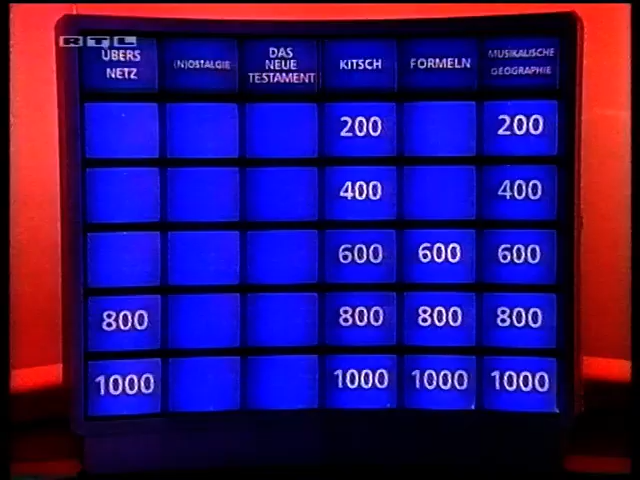 RTL
ÜBERS
NETZ
(N)OSTALGIE
DAS
NEUE
TESTAMENT
KITSCH
FORMELN
MUSIKALISCHE
GEOGRAPHIE
200 200
400 400
600 600 600
800 800 800 800
1000 1000 1000 1000